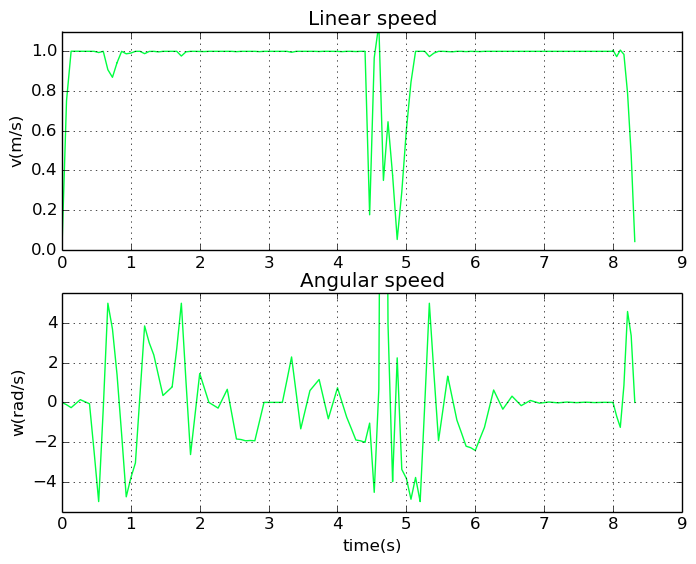 Linear speed
v(m/s)
1.0
0.8
0.6
0.4
0.2
0.0
0 1 2 3 4 5 6 7 8 9
Angular speed
w(rad/s)
4
2
0
−2
−4
0 1 2 3 4 5 6 7 8 9
time(s)